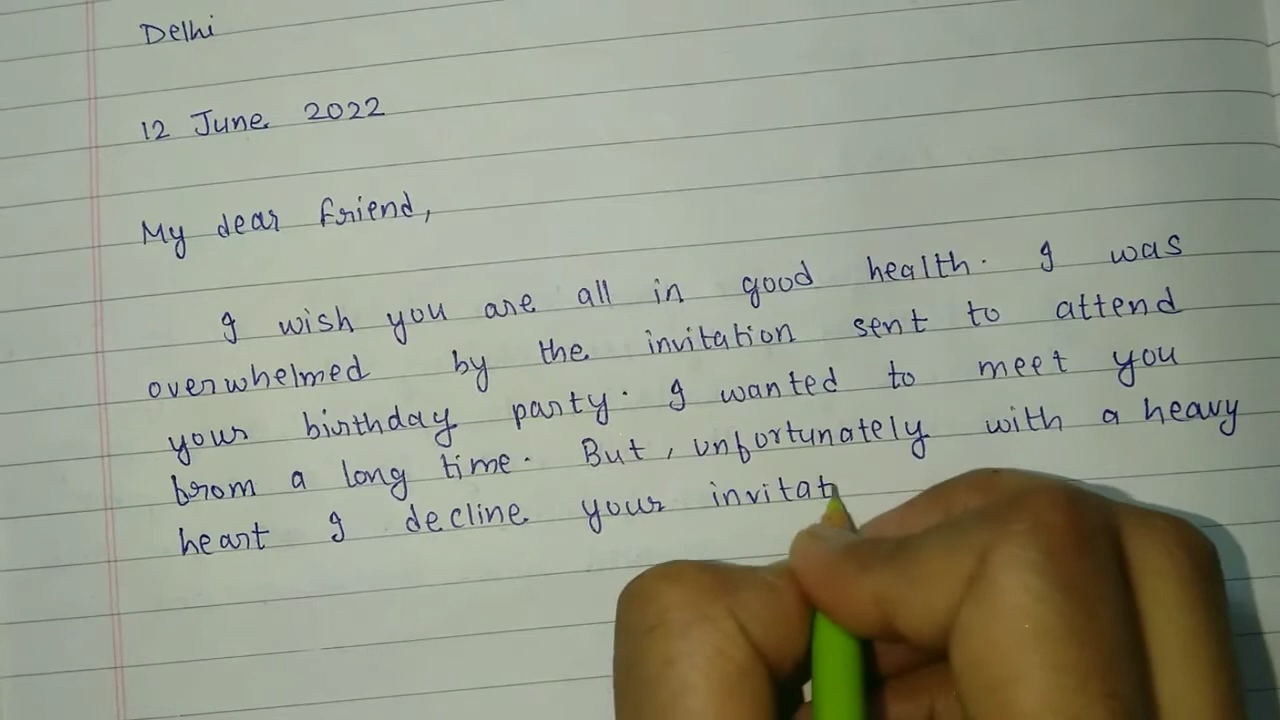 Delhi
12 June 2022
My dear friend,
I wish you are all in good health. I was
overwhelmed by the invitation sent to attend
your birthday party. I wanted to meet you
from a long time. But, unfortunately with a heavy
heart I decline your invitat